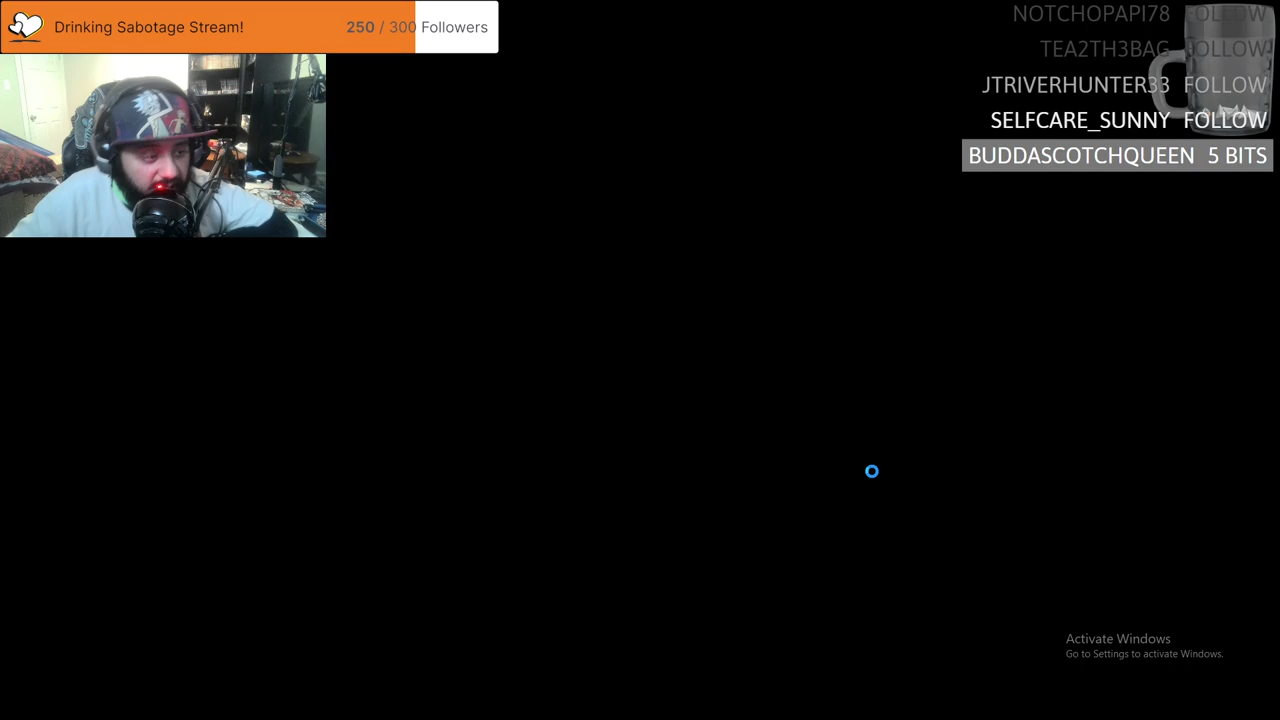 Drinking Sabotage Stream! 250 / 300 Followers
NOTCHOPAPI78 FOLLOW
TEA2TH3BAG FOLLOW
JTRIVERHUNTER33 FOLLOW
SELFCARE_SUNNY FOLLOW
BUDDASCOTCHQUEEN 5 BITS
Activate Windows
Go to Settings to activate Windows.